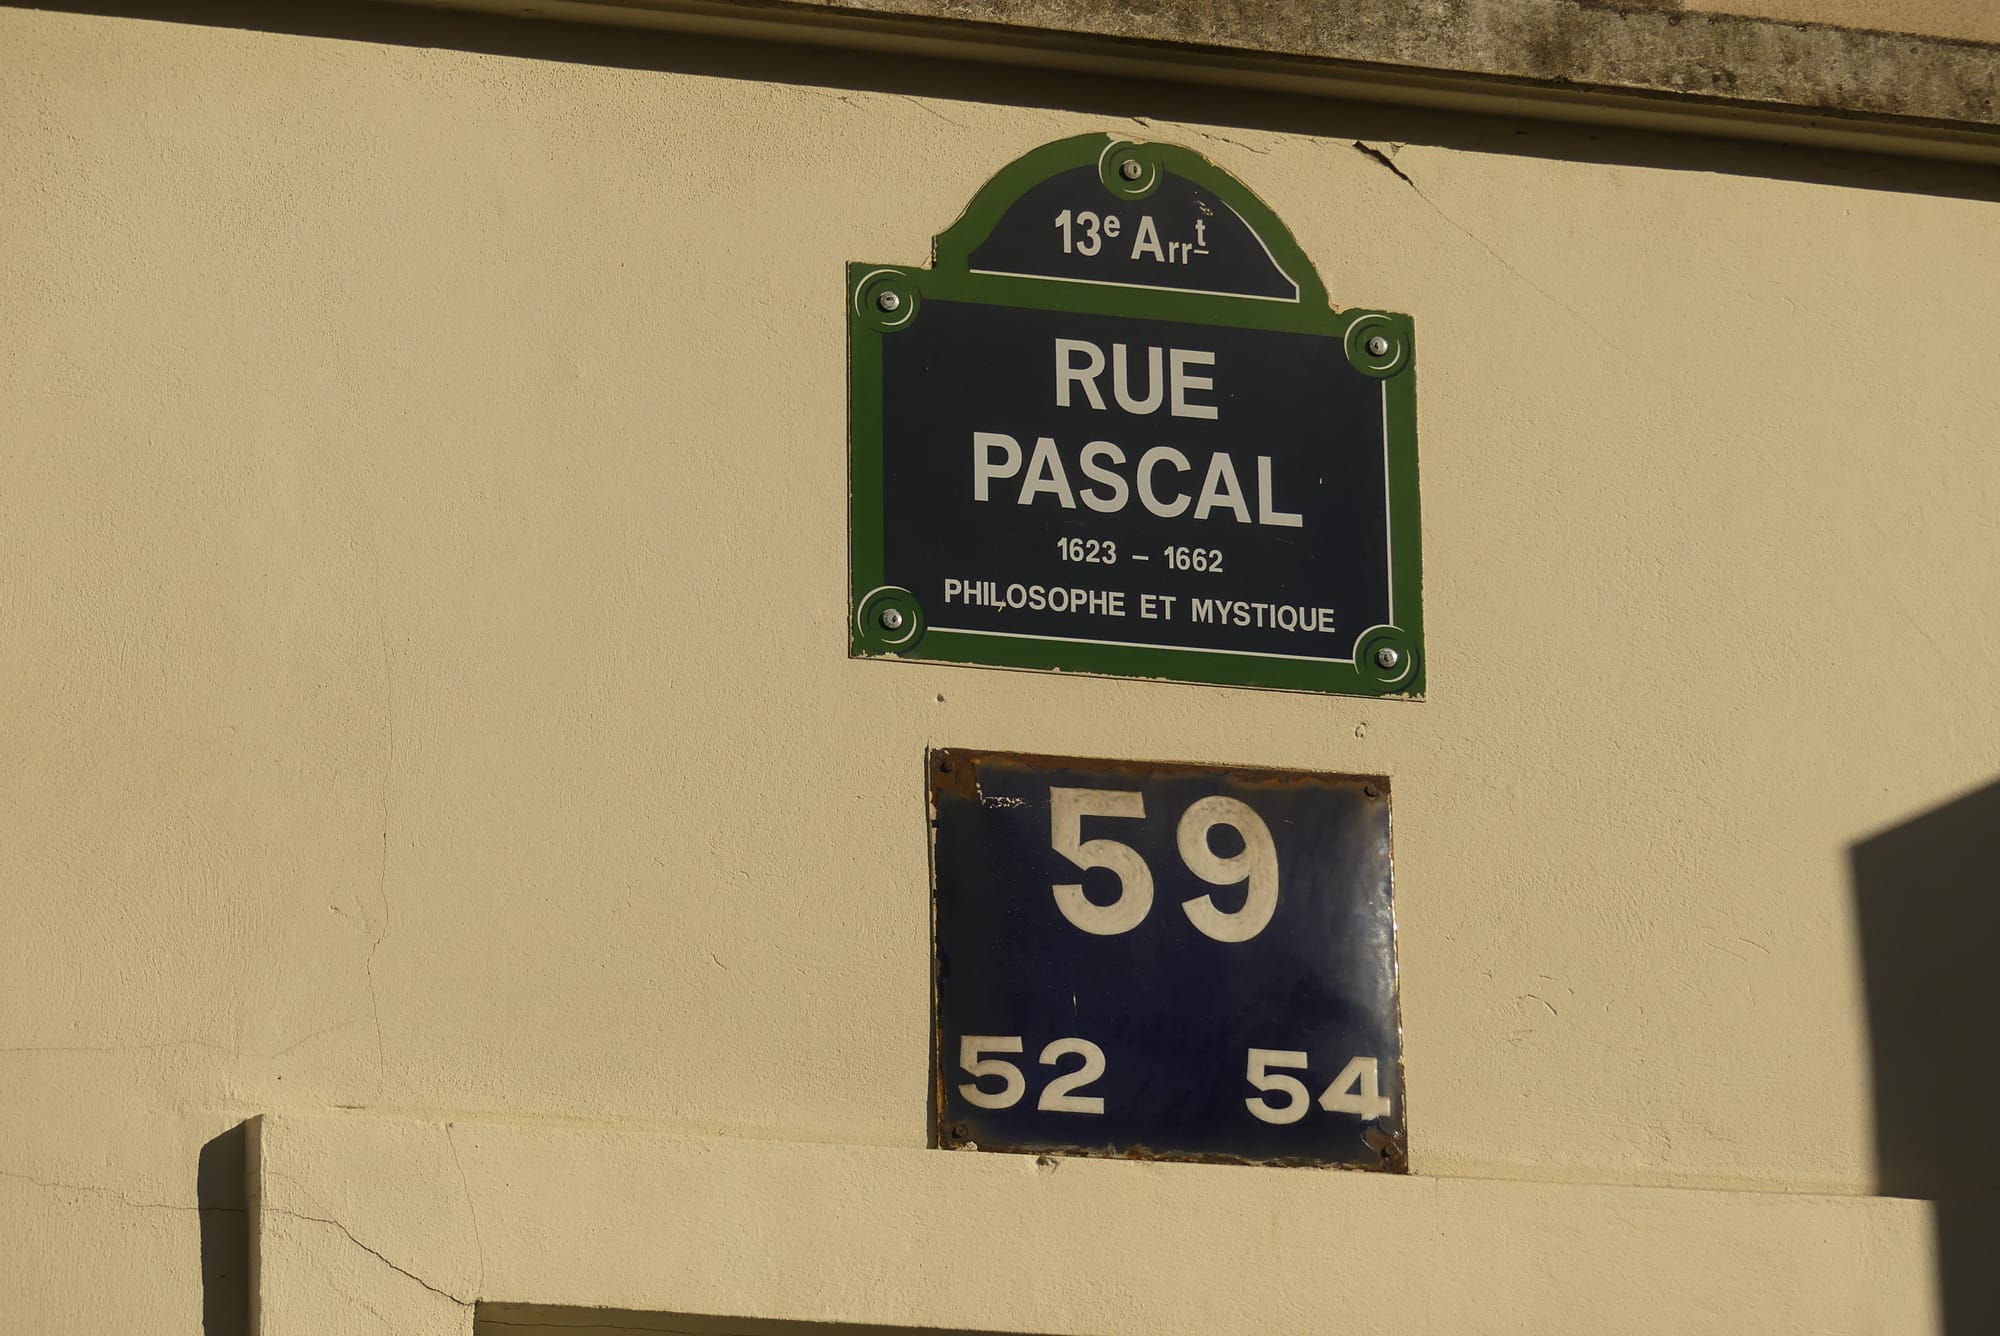 13e Arrt
RUE
PASCAL
1623 – 1662
PHILOSOPHE ET MYSTIQUE
59
52 54